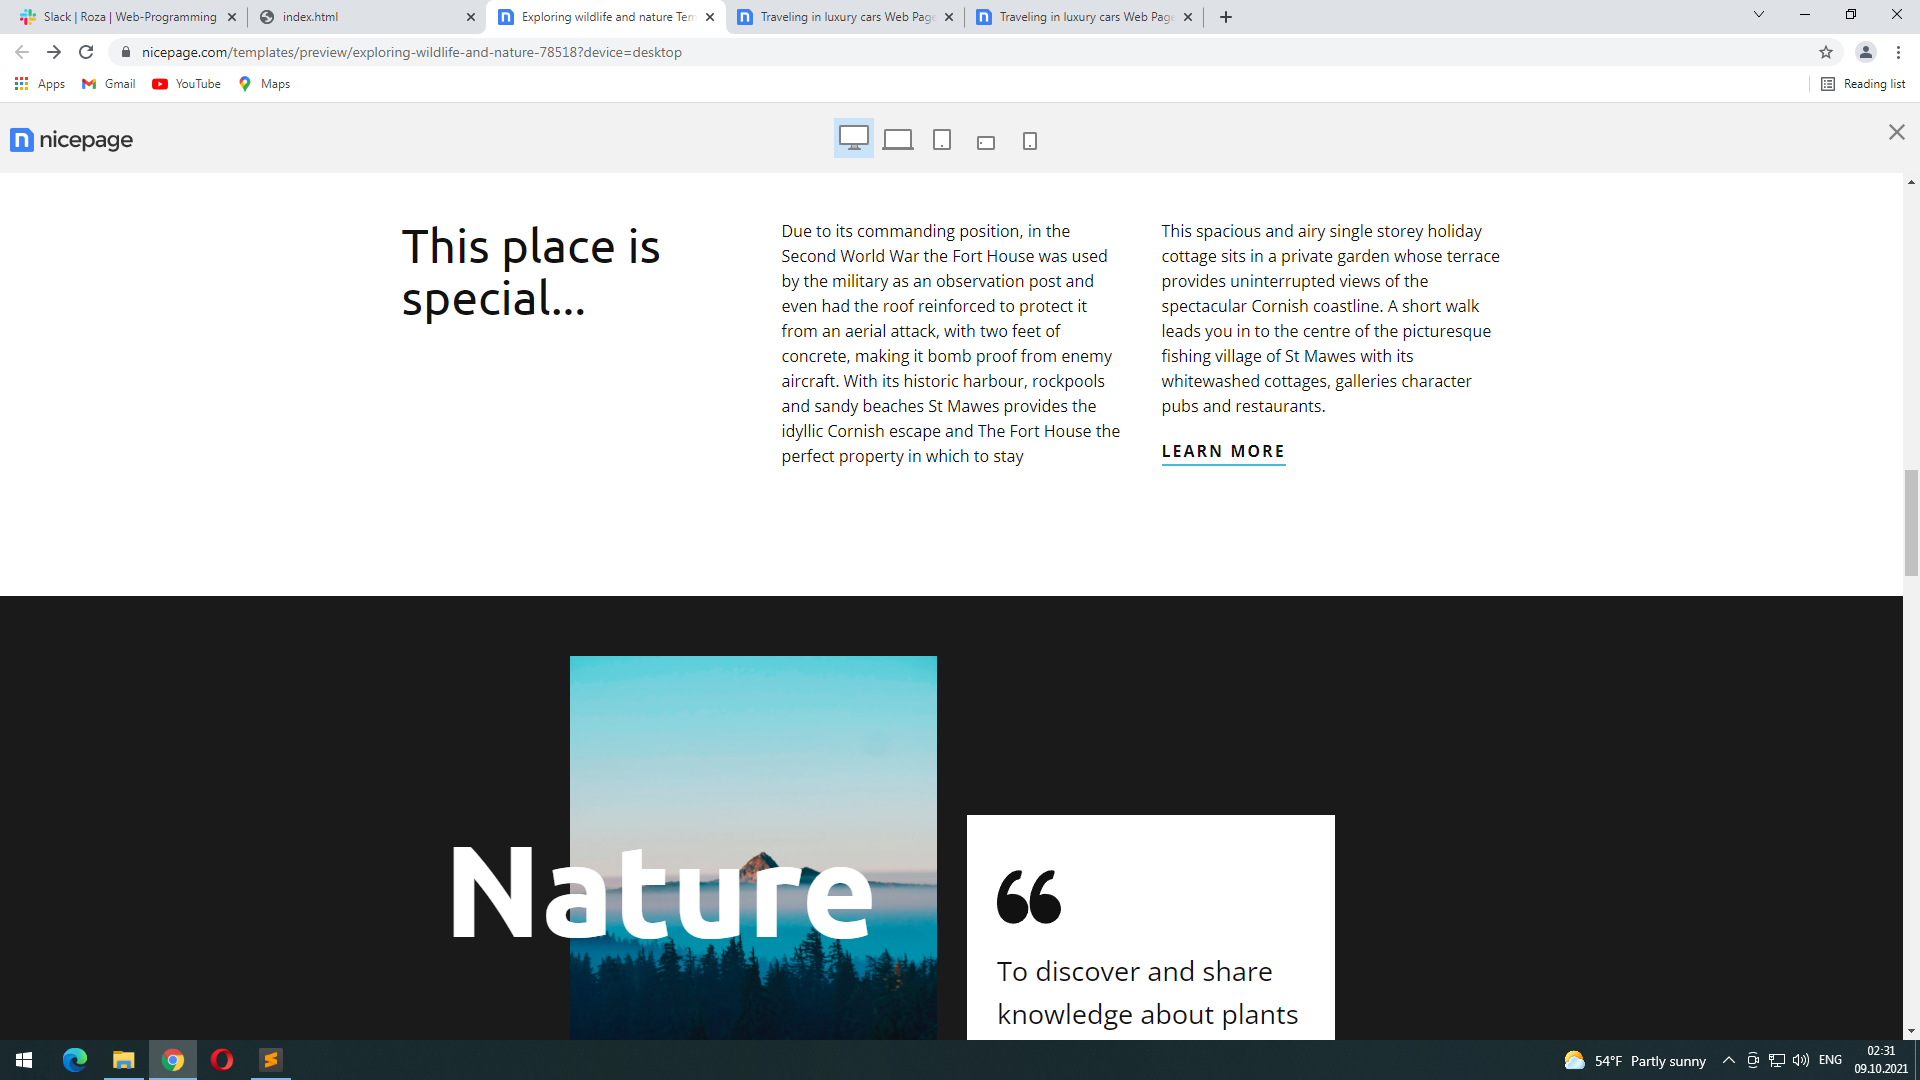 Slack | Roza | Web-Programming
index.html
Exploring wildlife and nature Tem
Traveling in luxury cars Web Page
Traveling in luxury cars Web Page
nicepage.com/templates/preview/exploring-wildlife-and-nature-78518?device=desktop
Apps
Gmail
YouTube
Maps
Reading list
nicepage
This place is
special...
Due to its commanding position, in the
Second World War the Fort House was used
by the military as an observation post and
even had the roof reinforced to protect it
from an aerial attack, with two feet of
concrete, making it bomb proof from enemy
aircraft. With its historic harbour, rockpools
and sandy beaches St Mawes provides the
idyllic Cornish escape and The Fort House the
perfect property in which to stay
This spacious and airy single storey holiday
cottage sits in a private garden whose terrace
provides uninterrupted views of the
spectacular Cornish coastline. A short walk
leads you in to the centre of the picturesque
fishing village of St Mawes with its
whitewashed cottages, galleries character
pubs and restaurants.
LEARN MORE
Nature
“
To discover and share
knowledge about plants
54°F Partly sunny
ENG
02:31
09.10.2021